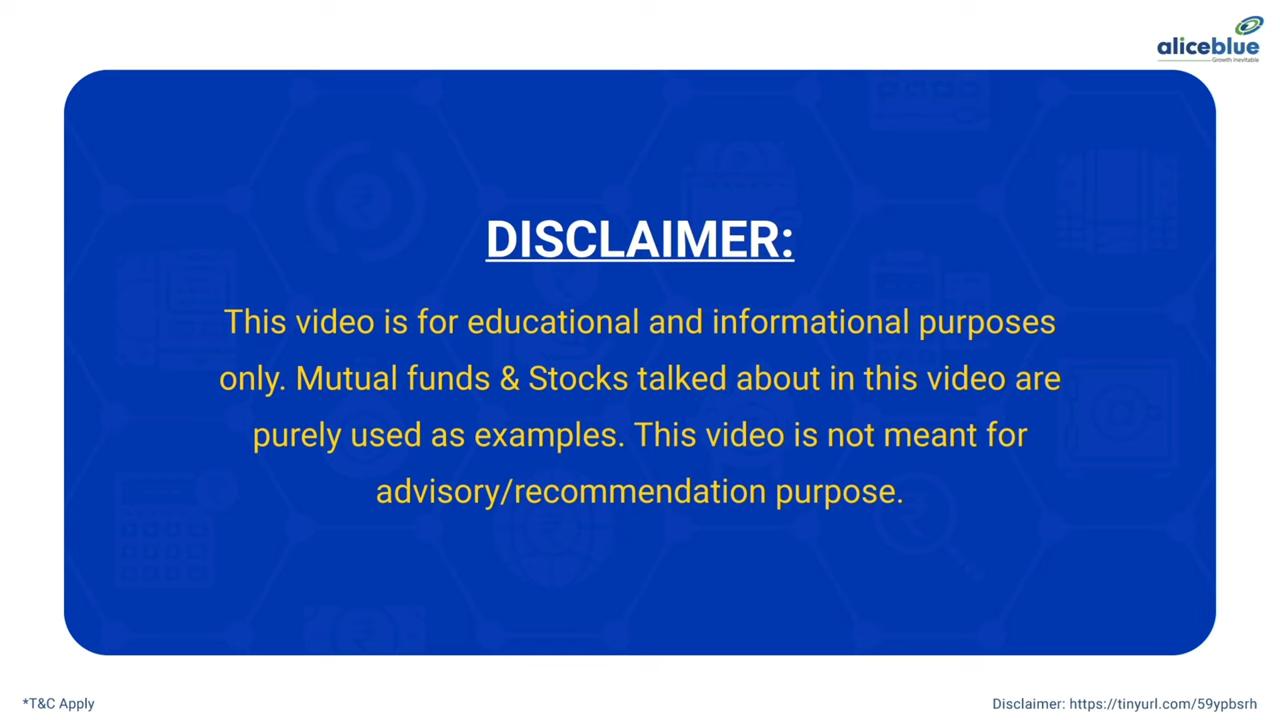 aliceblue
Growth Inevitable
DISCLAIMER:
This video is for educational and informational purposes
only. Mutual funds & Stocks talked about in this video are
purely used as examples. This video is not meant for
advisory/recommendation purpose.
*T&C Apply
Disclaimer: https://tinyurl.com/59ypbsrh